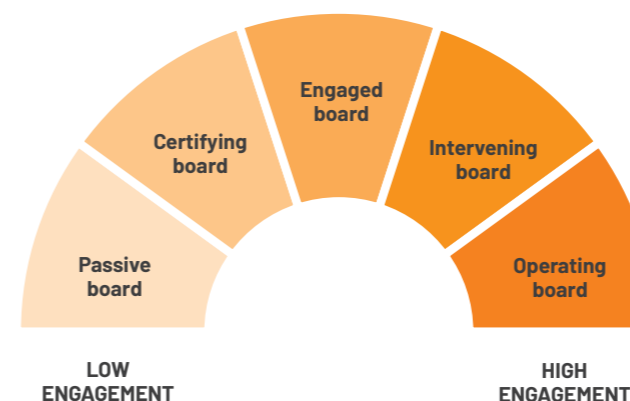 Engaged
board
Certifying
board
Intervening
board
Passive
board
Operating
board
LOW
ENGAGEMENT
HIGH
ENGAGEMENT